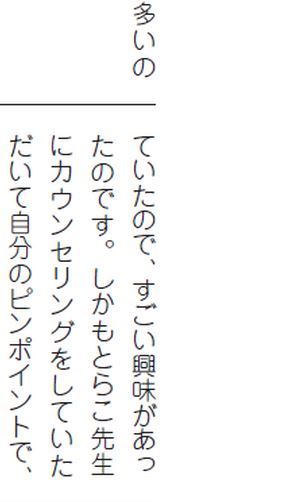 多いの
ていたので、すごい興味があっ
たのです。しかもとらこ先生
にカウンセリングをしていた
だいて自分のピンポイントで、